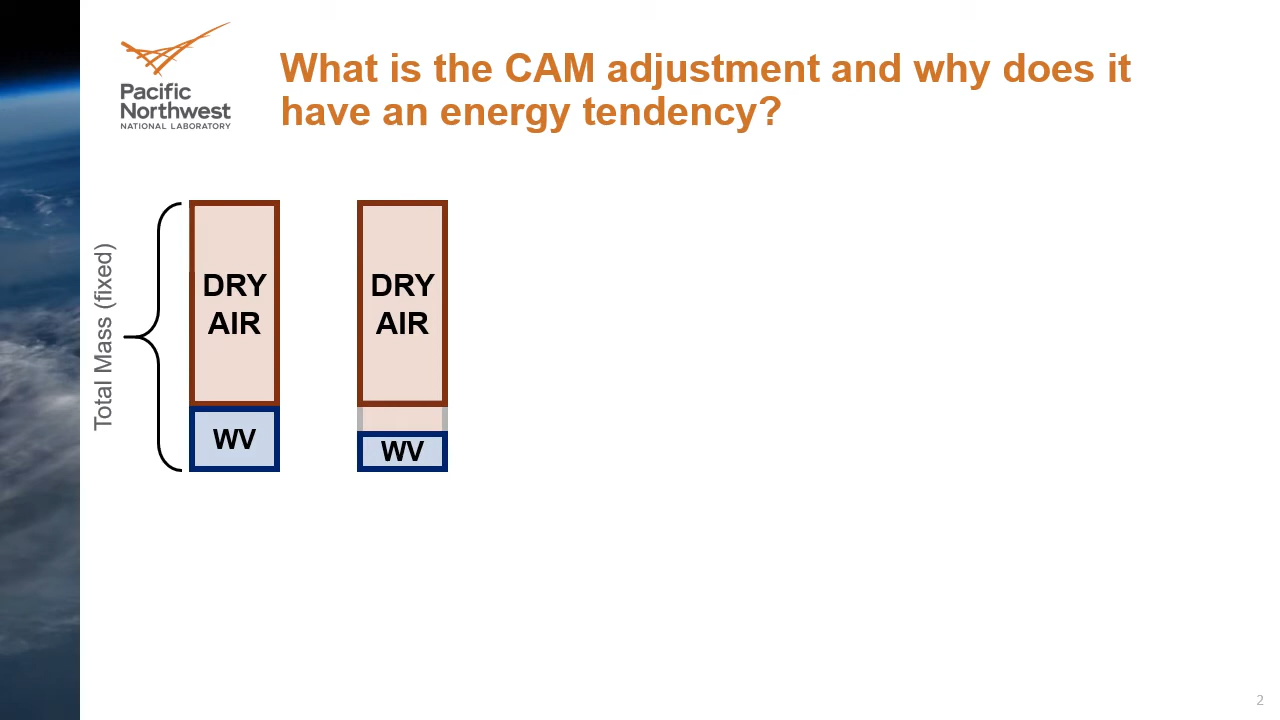 Pacific
Northwest
NATIONAL LABORATORY
What is the CAM adjustment and why does it
have an energy tendency?
Total Mass (fixed)
DRY
AIR
WV
DRY
AIR
WV
2